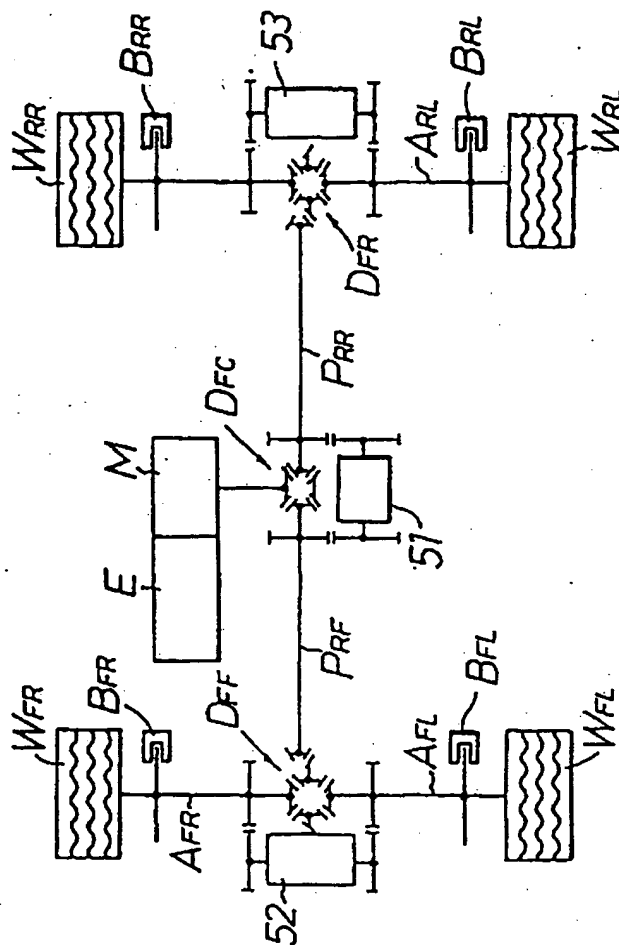 WRR
BRR
53
BRL
WRL
ARL
DFR
PRR
DFC
M
E
51
PRF
WFR
BFR
DFF
BFL
WFL
AFL
AFR
52